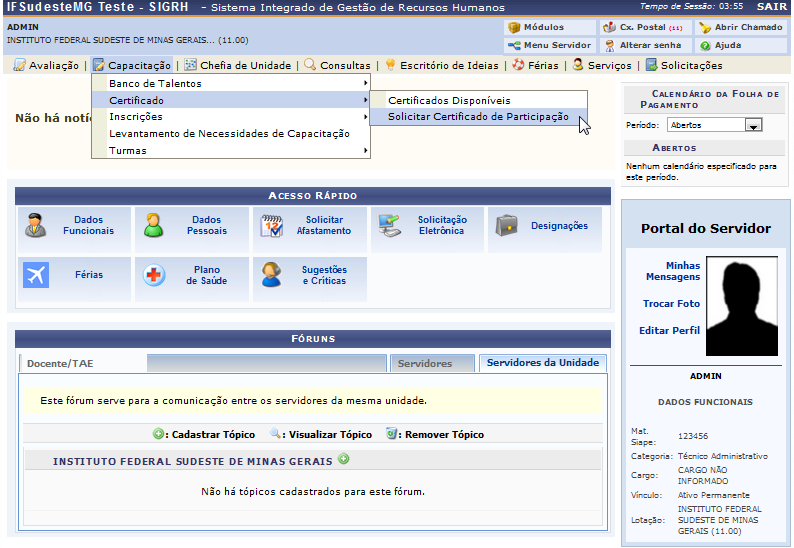 IFSudesteMG Teste - SIGRH - Sistema Integrado de Gestão de Recursos Humanos
Tempo de Sessão: 03:55 SAIR
ADMIN
INSTITUTO FEDERAL SUDESTE DE MINAS GERAIS... (11.00)
Módulos
Cx. Postal (11)
Abrir Chamado
Menu Servidor
Alterar senha
Ajuda
Avaliação | Capacitação | Chefia de Unidade | Consultas | Escritório de Ideias | Férias | Serviços | Solicitações
Banco de Talentos
Certificado
Inscrições
Levantamento de Necessidades de Capacitação
Turmas
Certificados Disponíveis
Solicitar Certificado de Participação
Não há notí
CALENDÁRIO DA FOLHA DE
PAGAMENTO
Período: Abertos
ABERTOS
Nenhum calendário especificado para
este período.
ACESSO RÁPIDO
Dados
Funcionais
Dados
Pessoais
Solicitar
Afastamento
Solicitação
Eletrônica
Designações
Férias
Plano
de Saúde
Sugestões
e Críticas
FÓRUNS
Docente/TAE
Servidores
Servidores da Unidade
Este fórum serve para a comunicação entre os servidores da mesma unidade.
: Cadastrar Tópico : Visualizar Tópico : Remover Tópico
INSTITUTO FEDERAL SUDESTE DE MINAS GERAIS
Não há tópicos cadastrados para este fórum.
Portal do Servidor
Minhas
Mensagens
Trocar Foto
Editar Perfil
ADMIN
DADOS FUNCIONAIS
Mat.
Siape: 123456
Categoria: Técnico Administrativo
Cargo: CARGO NÃO
INFORMADO
Vínculo: Ativo Permanente
Lotação: INSTITUTO FEDERAL
SUDESTE DE MINAS
GERAIS (11.00)